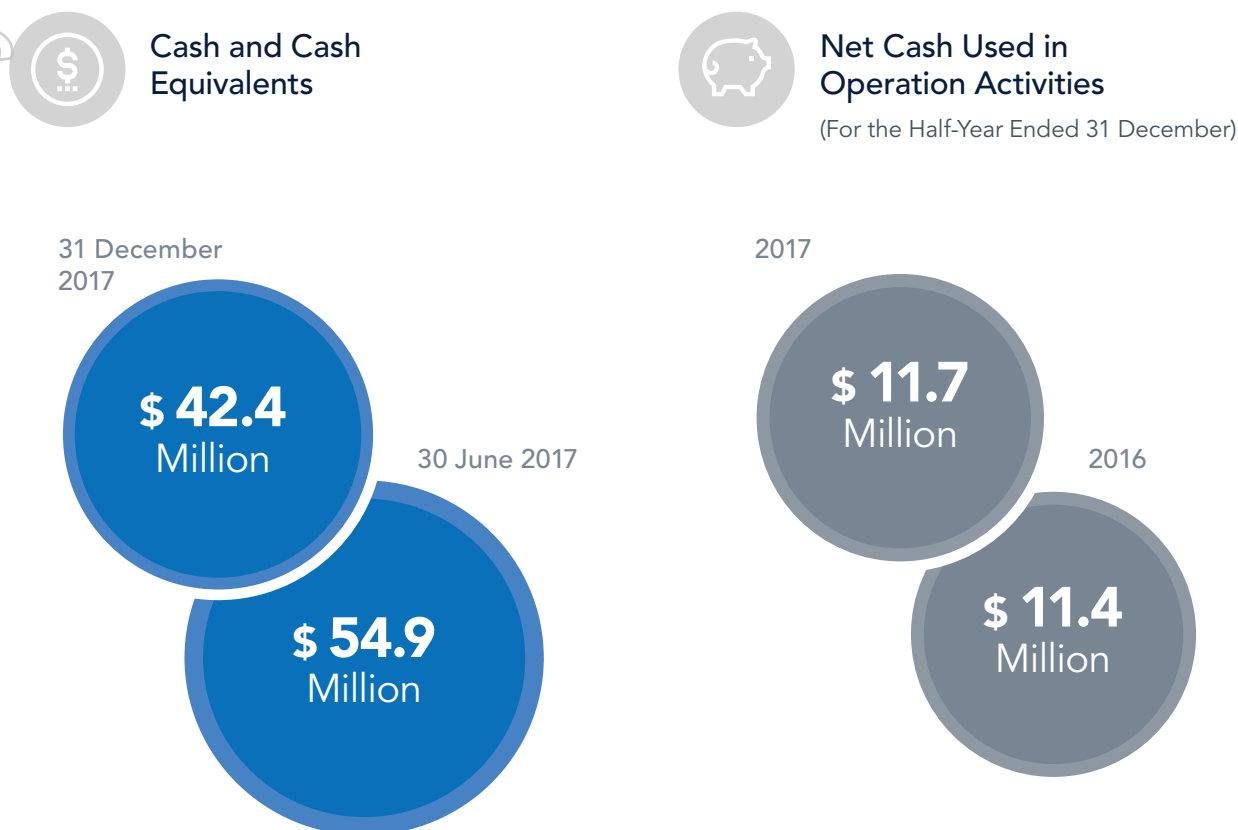 Cash and Cash
Equivalents
31 December
2017
$ 42.4
Million
30 June 2017
$ 54.9
Million
Net Cash Used in
Operation Activities
(For the Half-Year Ended 31 December)
2017
$ 11.7
Million
2016
$ 11.4
Million